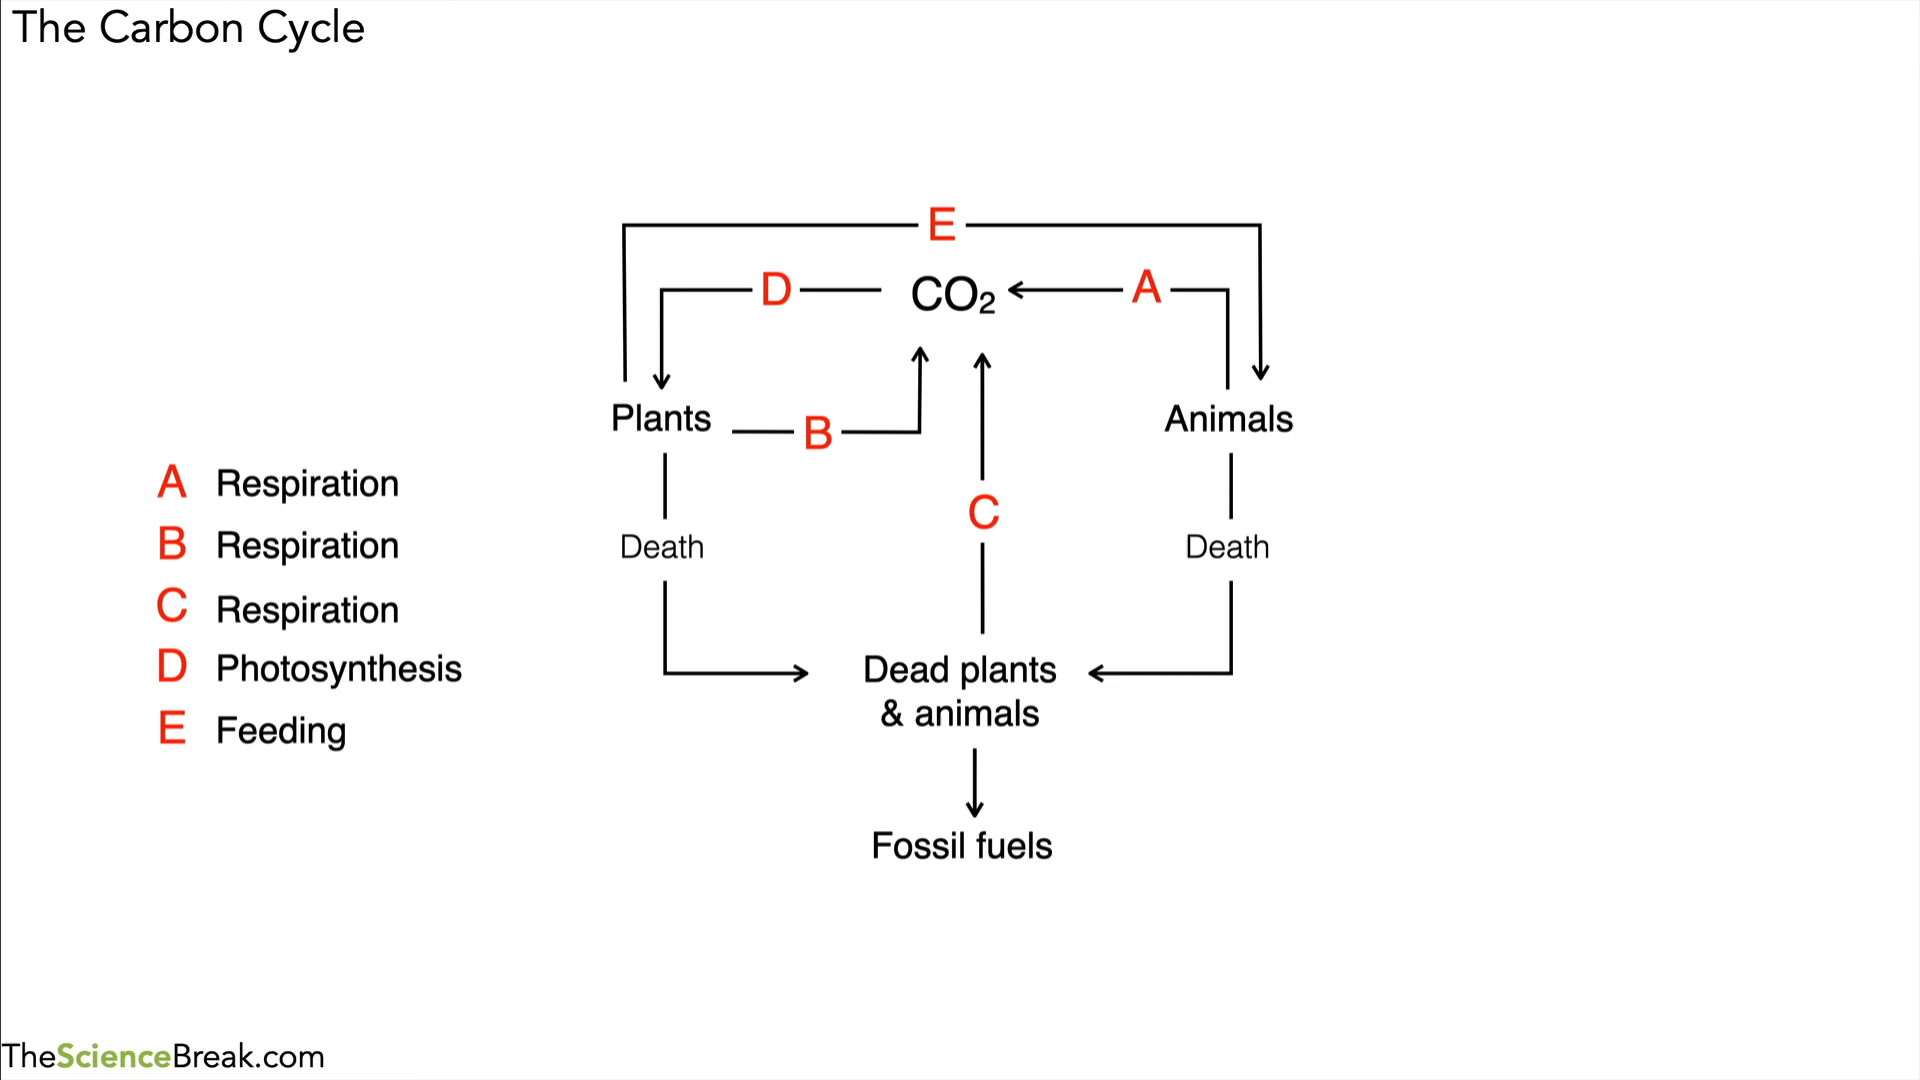 The Carbon Cycle
E
D
CO₂
A
Plants
B
Animals
A Respiration
B Respiration
C Respiration
D Photosynthesis
E Feeding
C
Death
Death
Dead plants
& animals
Fossil fuels
TheScienceBreak.com